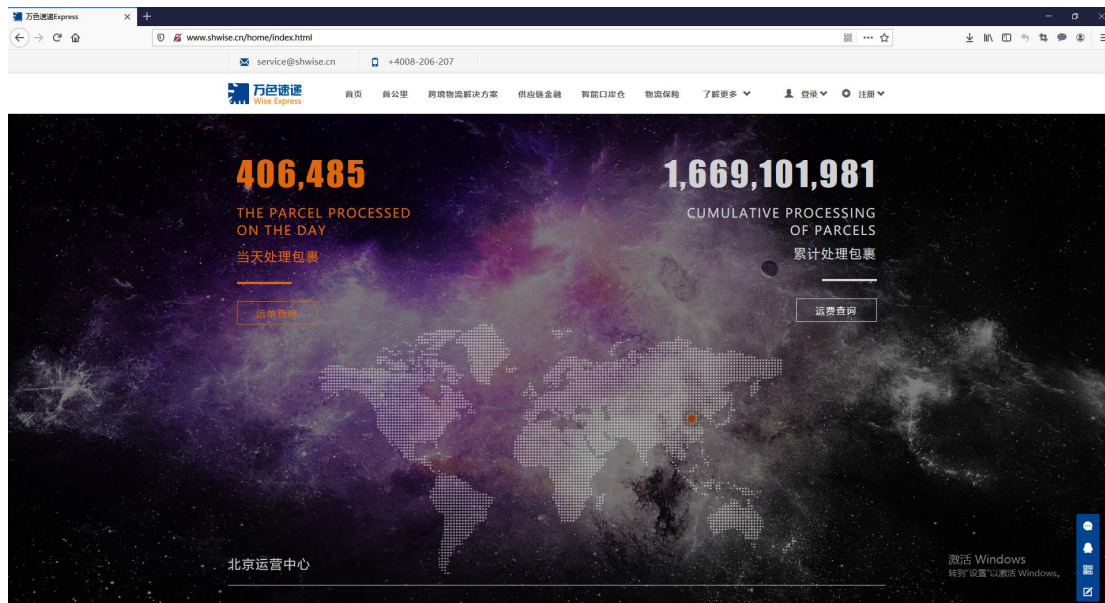 万色速递Express
www.shwise.cn/home/index.html
service@shwise.cn
+4008-206-207
万色速递
Wise Express
首页 首公里 跨境物流解决方案 供应链金融 智能口岸仓 物流保险 了解更多 登录 注册
406,485
THE PARCEL PROCESSED
ON THE DAY
当天处理包裹
运单查询
1,669,101,981
CUMULATIVE PROCESSING
OF PARCELS
累计处理包裹
运费查询
北京运营中心
激活 Windows
转到"设置"以激活 Windows。